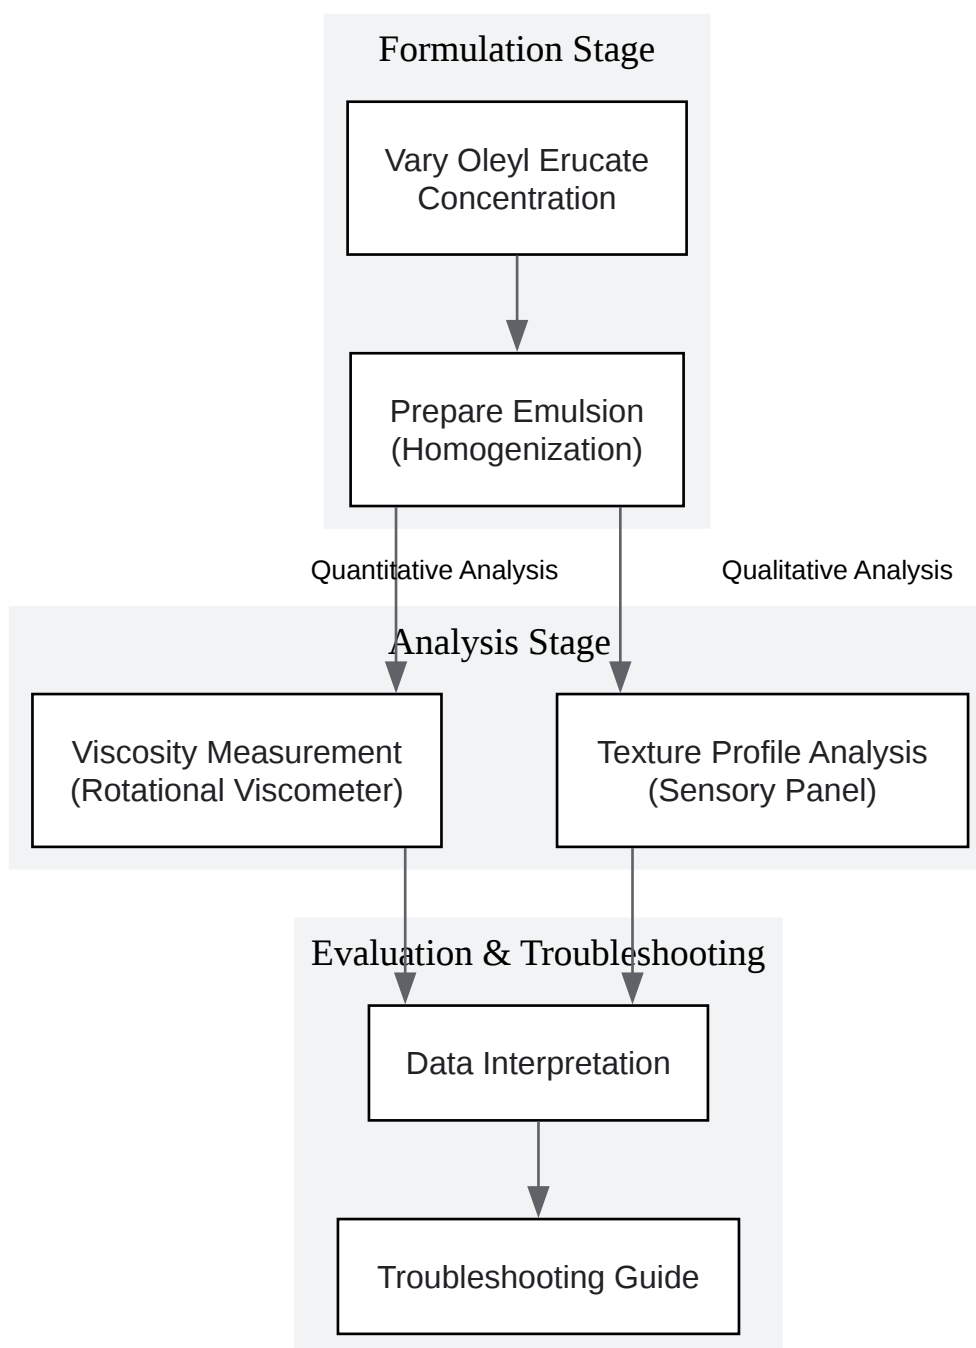 Formulation Stage
Vary Oleyl Erucate
Concentration
Prepare Emulsion
(Homogenization)
Quantitative Analysis
Qualitative Analysis
Analysis Stage
Viscosity Measurement
(Rotational Viscometer)
Texture Profile Analysis
(Sensory Panel)
Evaluation & Troubleshooting
Data Interpretation
Troubleshooting Guide